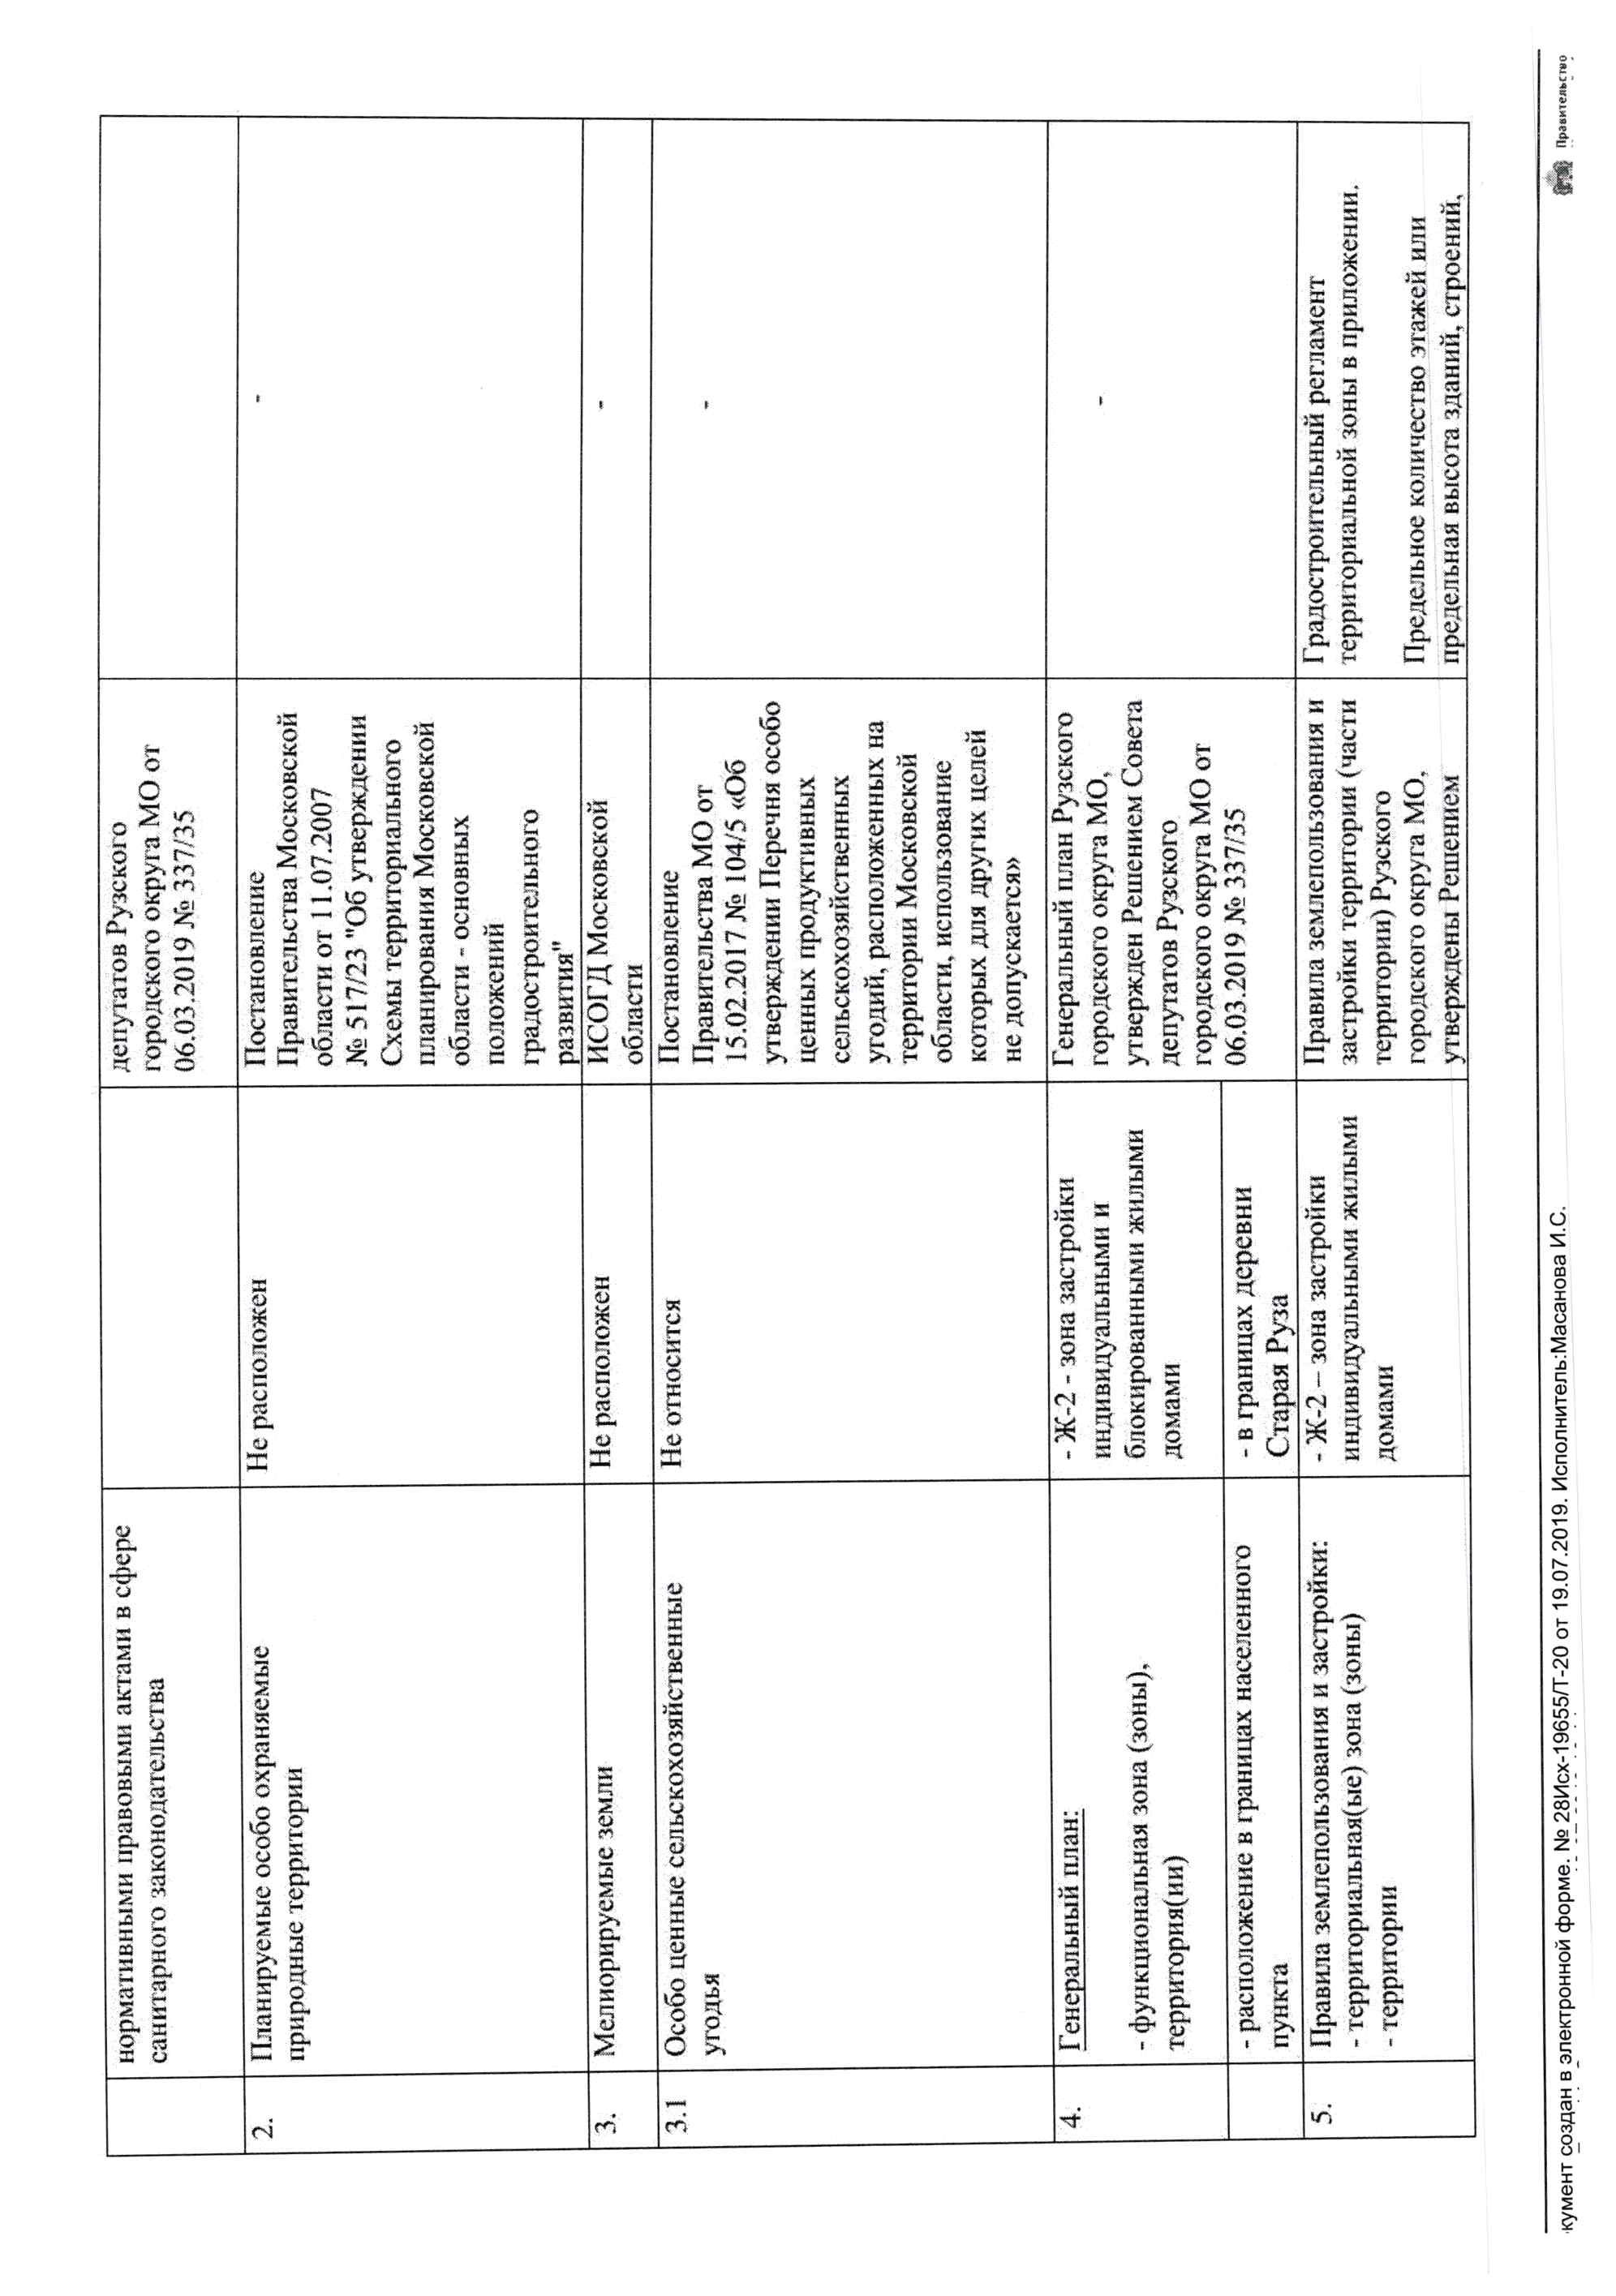 нормативными правовыми актами в сфере
санитарного законодательства
депутатов Рузского
городского округа МО от
06.03.2019 № 337/35
2.
Планируемые особо охраняемые
природные территории
Не расположен
Постановление
Правительства Московской
области от 11.07.2007
№ 517/23 "Об утверждении
Схемы территориального
планирования Московской
области - основных
положений
градостроительного
развития"
-
3.
Мелиорируемые земли
Не расположен
ИСОГД Московской
области
-
3.1
Особо ценные сельскохозяйственные
угодья
Не относится
Постановление
Правительства МО от
15.02.2017 № 104/5 «Об
утверждении Перечня особо
ценных продуктивных
сельскохозяйственных
угодий, расположенных на
территории Московской
области, использование
которых для других целей
не допускается»
-
4.
Генеральный план:
- функциональная зона (зоны),
территория(ии)
- Ж-2 - зона застройки
индивидуальными и
блокированными жилыми
домами
Генеральный план Рузского
городского округа МО,
утвержден Решением Совета
депутатов Рузского
городского округа МО от
06.03.2019 № 337/35
-
- расположение в границах населенного
пункта
- в границах деревни
Старая Руза
5.
Правила землепользования и застройки:
- территориальная(ые) зона (зоны)
- территории
- Ж-2 – зона застройки
индивидуальными жилыми
домами
Правила землепользования и
застройки территории (части
территории) Рузского
городского округа МО,
утверждены Решением
Градостроительный регламент
территориальной зоны в приложении.
Предельное количество этажей или
предельная высота зданий, строений,
кумент создан в электронной форме. № 28Исх-19655/Т-20 от 19.07.2019. Исполнитель:Масанова И.С.
Правительство